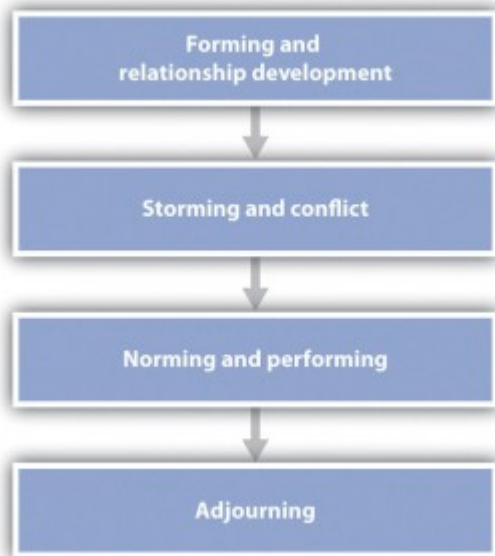 Forming and
relationship development
Storming and conflict
Norming and performing
Adjourning